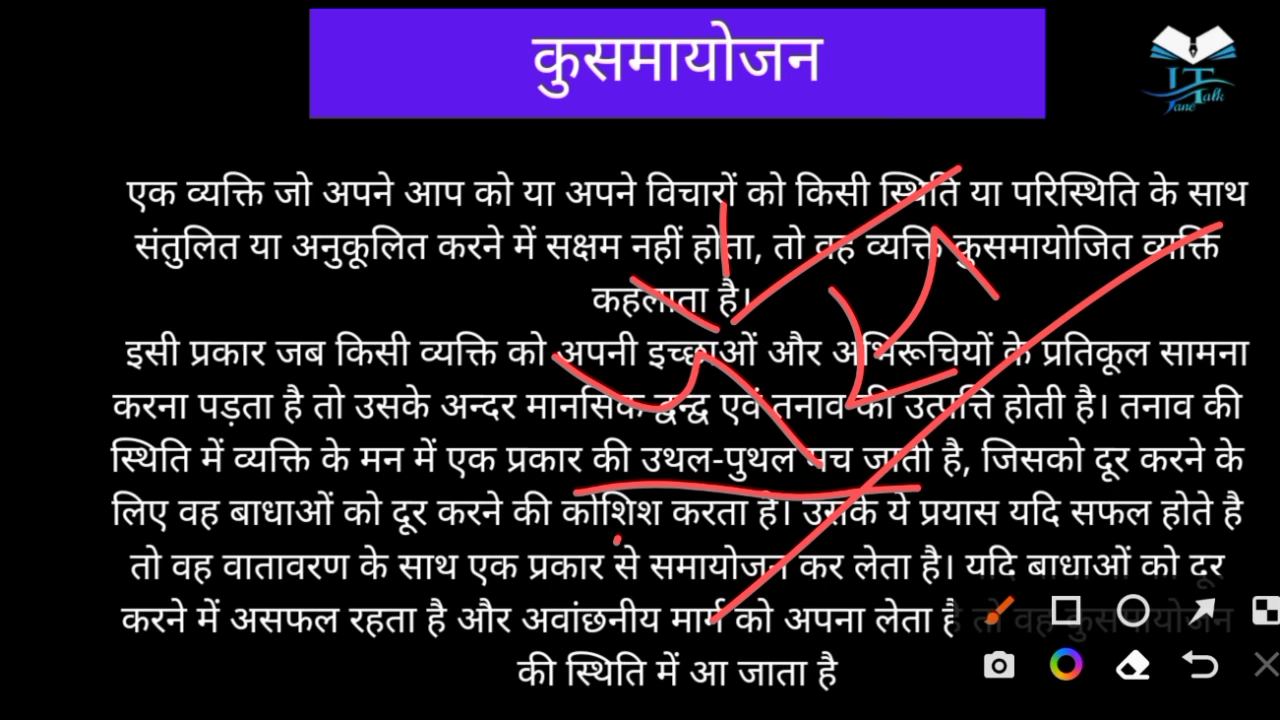 कुसमायोजन
JT
Jane Talk
एक व्यक्ति जो अपने आप को या अपने विचारों को किसी स्थिति या परिस्थिति के साथ
संतुलित या अनुकूलित करने में सक्षम नहीं होता, तो वह व्यक्ति कुसमायोजित व्यक्ति
कहलाता है।
इसी प्रकार जब किसी व्यक्ति को अपनी इच्छाओं और अभिरूचियों के प्रतिकूल सामना
करना पड़ता है तो उसके अन्दर मानसिक द्वन्द्व एवं तनाव की उत्पत्ति होती है। तनाव की
स्थिति में व्यक्ति के मन में एक प्रकार की उथल-पुथल मच जाती है, जिसको दूर करने के
लिए वह बाधाओं को दूर करने की कोशिश करता है। उसके ये प्रयास यदि सफल होते है
तो वह वातावरण के साथ एक प्रकार से समायोजन कर लेता है। यदि बाधाओं को दूर
करने में असफल रहता है और अवांछनीय मार्ग को अपना लेता है तो वह कुसमायोजन
की स्थिति में आ जाता है